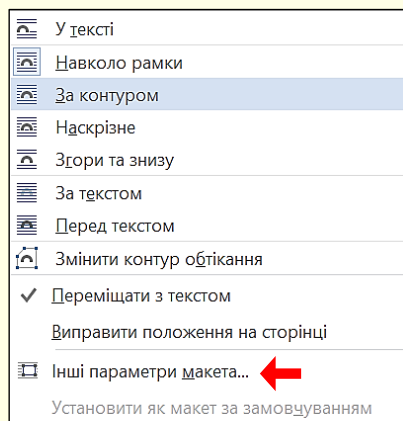 У тексті
Навколо рамки
За контуром
Наскрізне
Згори та знизу
За текстом
Перед текстом
Змінити контур обтікання
Переміщати з текстом
Виправити положення на сторінці
Інші параметри макета...
Установити як макет за замовчуванням